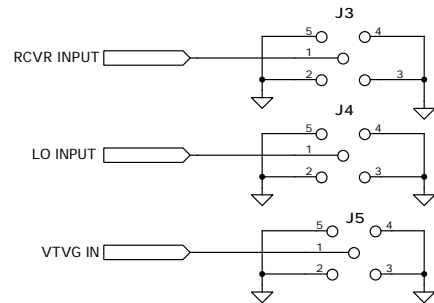 J3
5 4
RCVR INPUT 1
2 3
J4
5 4
LO INPUT 1
2 3
J5
5 4
VTVG IN 1
2 3